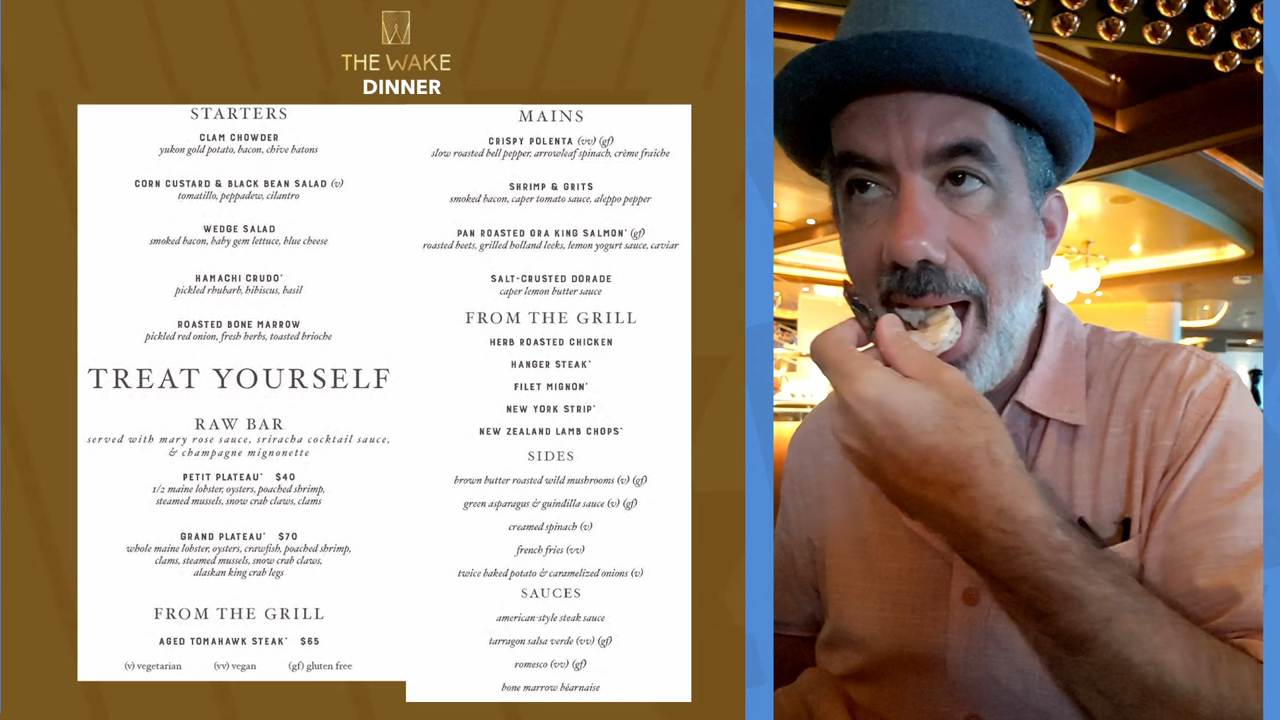 THE WAKE
DINNER
STARTERS
CLAM CHOWDER
yukon gold potato, bacon, chive batons
CORN CUSTARD & BLACK BEAN SALAD (v)
tomatillo, peppadew, cilantro
WEDGE SALAD
smoked bacon, baby gem lettuce, blue cheese
HAMACHI CRUDO*
pickled rhubarb, hibiscus, basil
ROASTED BONE MARROW
pickled red onion, fresh herbs, toasted brioche
TREAT YOURSELF
RAW BAR
served with mary rose sauce, sriracha cocktail sauce,
& champagne mignonette
PETIT PLATEAU* $40
1/2 maine lobster, oysters, poached shrimp,
steamed mussels, snow crab claws, clams
GRAND PLATEAU* $70
whole maine lobster, oysters, crawfish, poached shrimp,
clams, steamed mussels, snow crab claws,
alaskan king crab legs
FROM THE GRILL
AGED TOMAHAWK STEAK* $65
(v) vegetarian (vv) vegan (gf) gluten free
MAINS
CRISPY POLENTA (vv) (gf)
slow roasted bell pepper, arrowleaf spinach, crème fraîche
SHRIMP & GRITS
smoked bacon, caper tomato sauce, aleppo pepper
PAN ROASTED ORA KING SALMON* (gf)
roasted beets, grilled holland leeks, lemon yogurt sauce, caviar
SALT-CRUSTED DORADE
caper lemon butter sauce
FROM THE GRILL
HERB ROASTED CHICKEN
HANGER STEAK*
FILET MIGNON*
NEW YORK STRIP*
NEW ZEALAND LAMB CHOPS*
SIDES
brown butter roasted wild mushrooms (v) (gf)
green asparagus & guindilla sauce (v) (gf)
creamed spinach (v)
french fries (vv)
twice baked potato & caramelized onions (v)
SAUCES
american-style steak sauce
tarragon salsa verde (vv) (gf)
romesco (vv) (gf)
bone marrow béarnaise